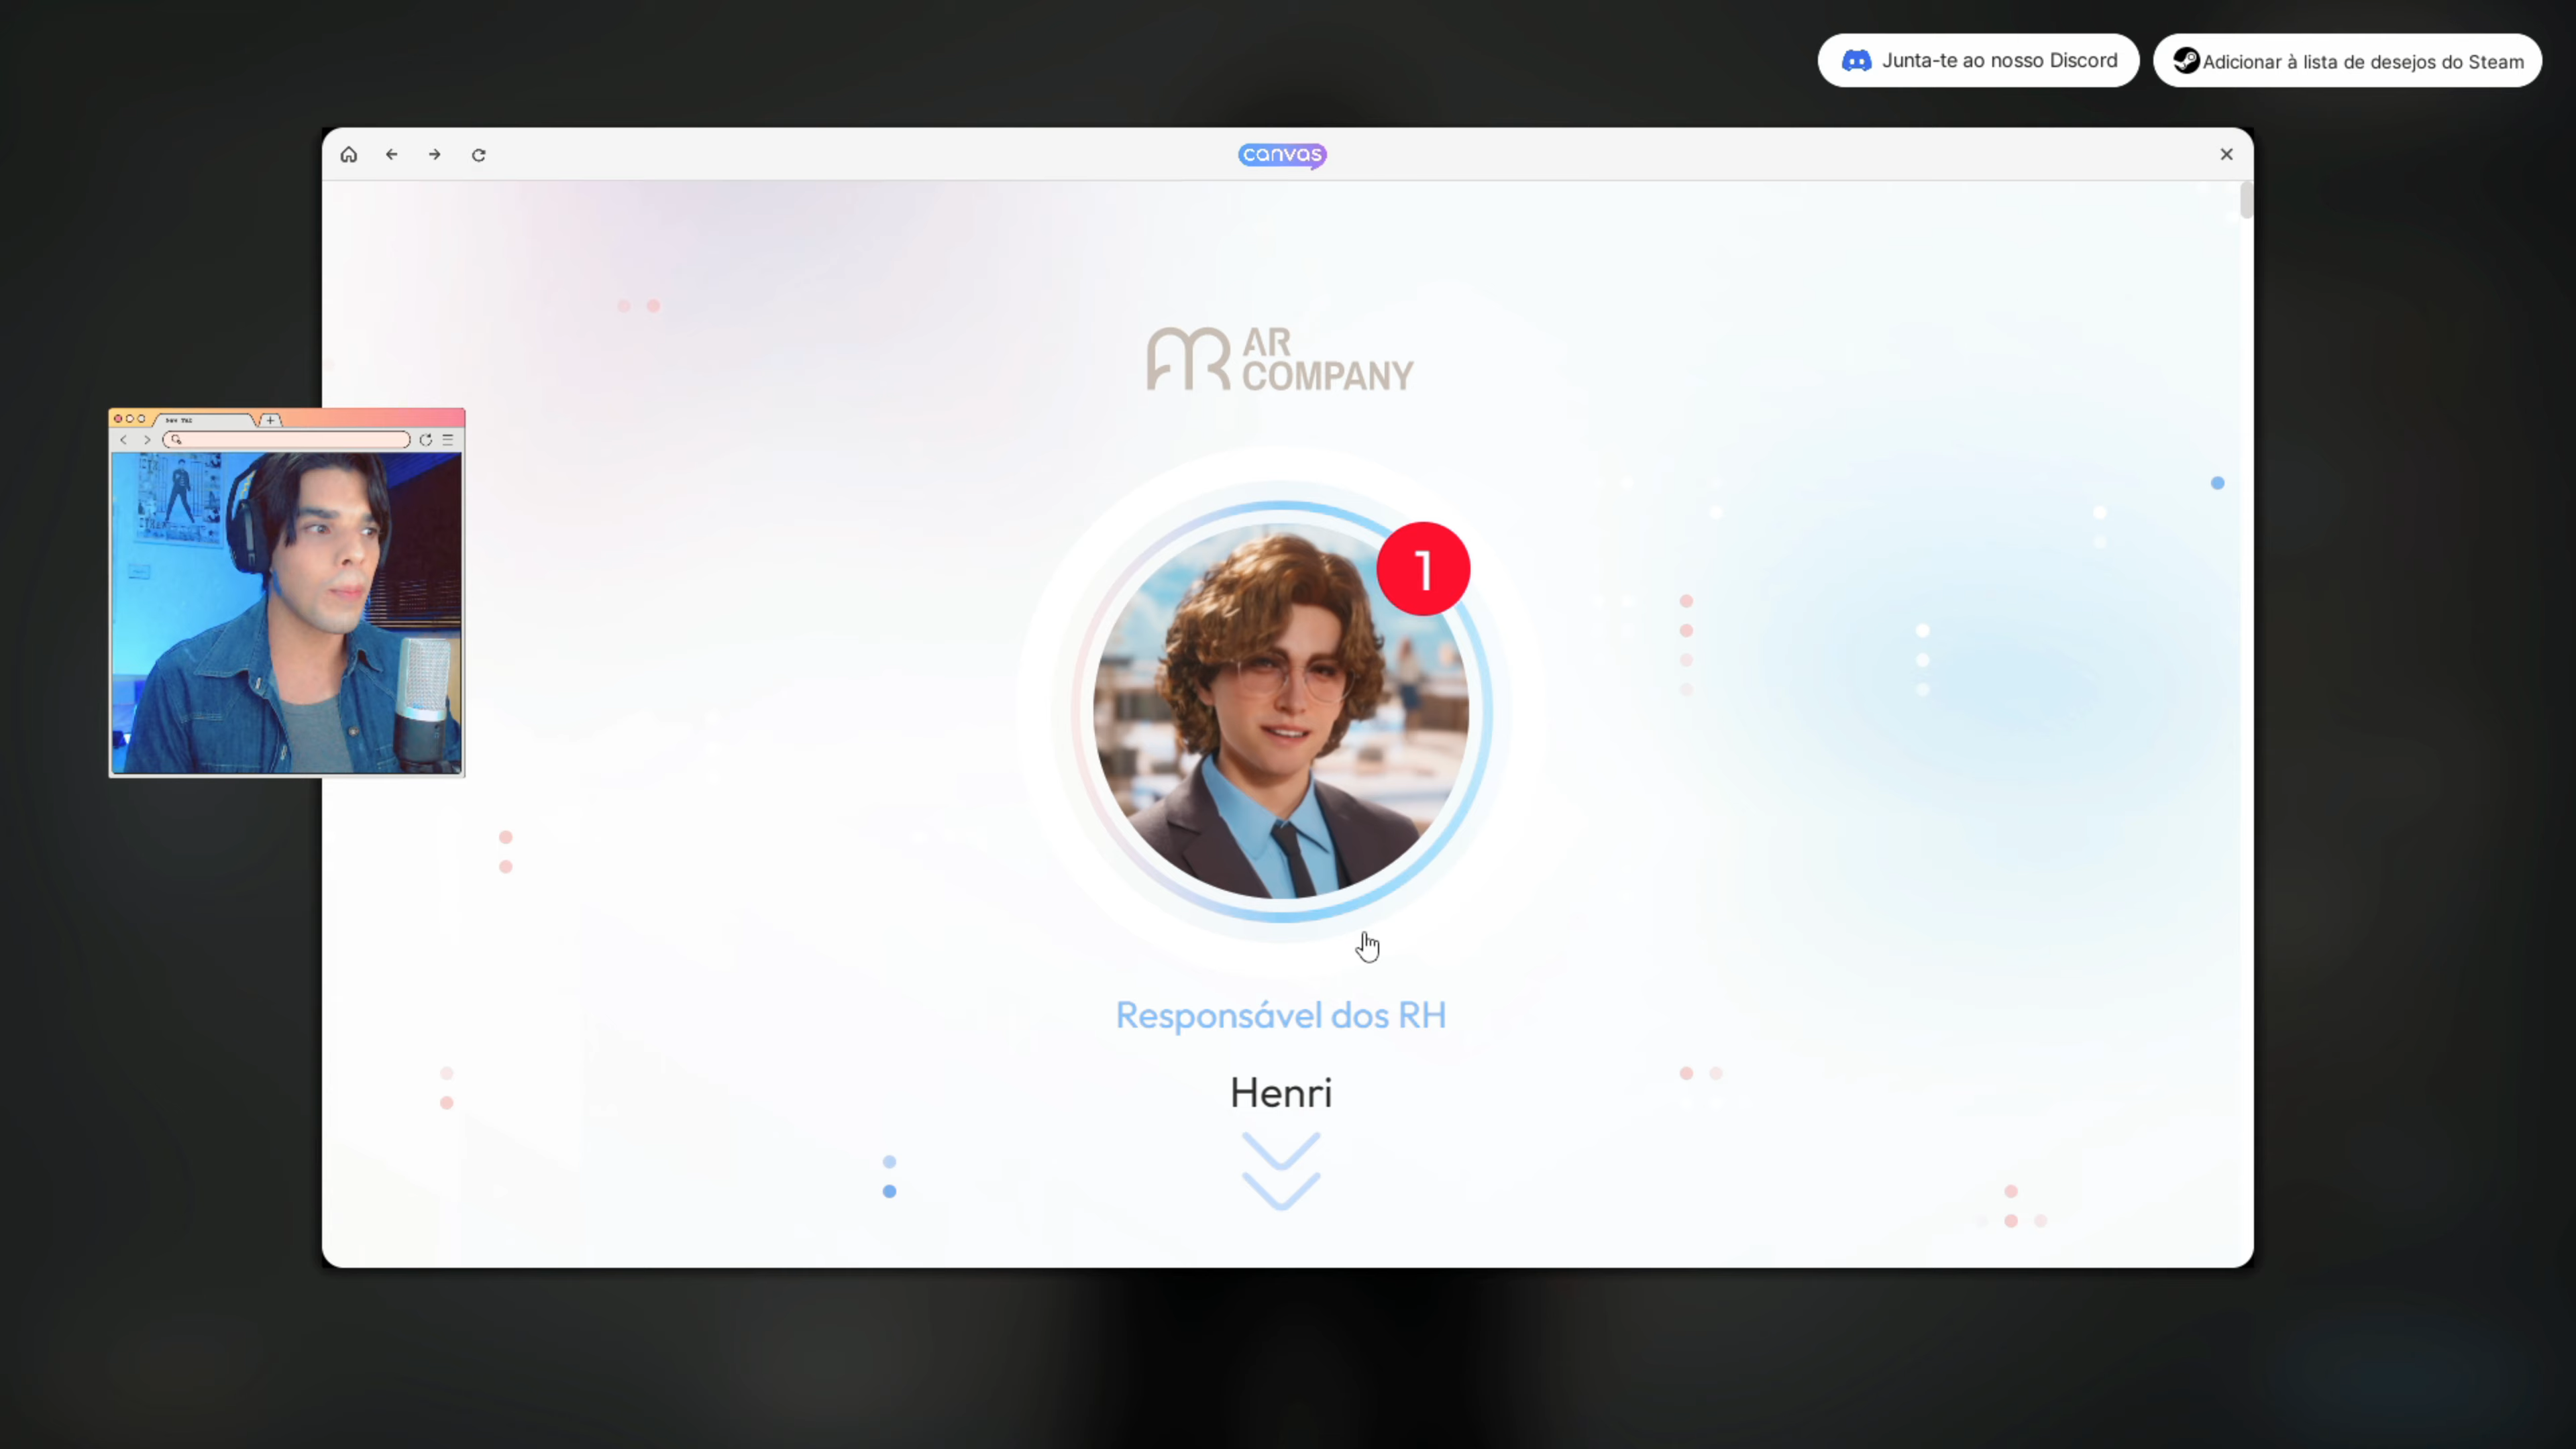 Junta-te ao nosso Discord
Adicionar à lista de desejos do Steam
canvas
AR
COMPANY
1
Responsável dos RH
Henri